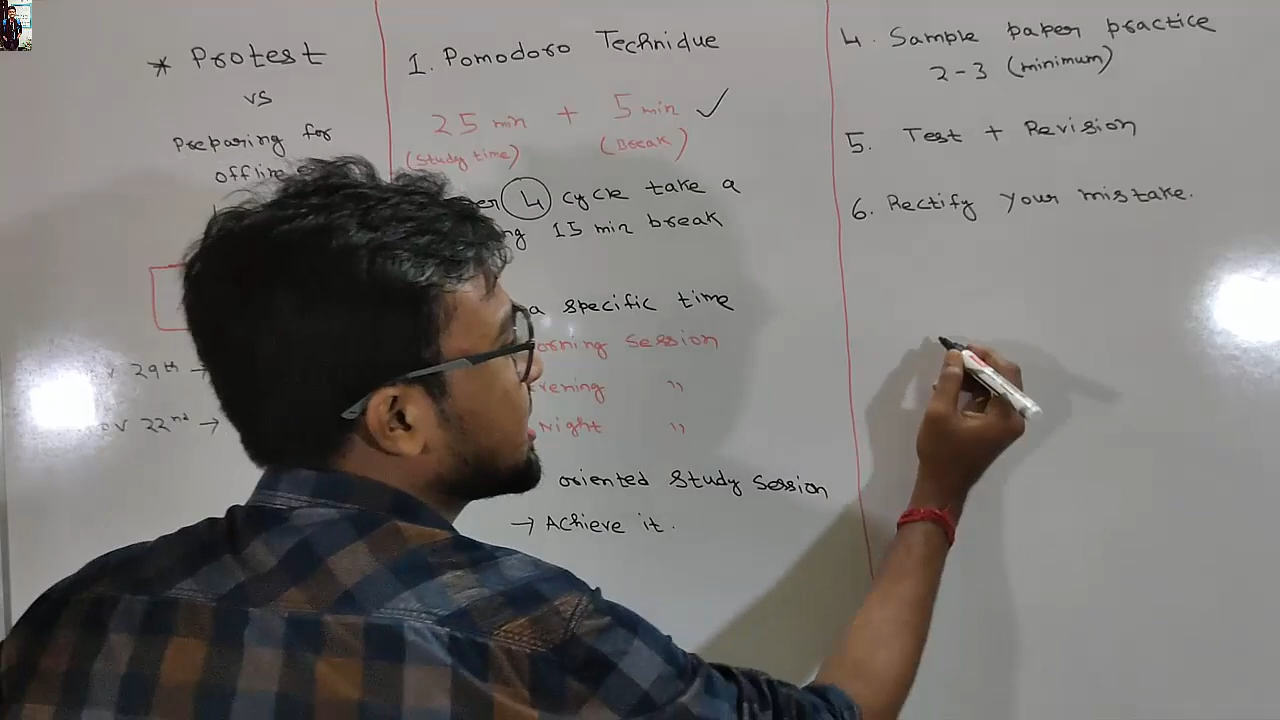 * Protest
vs
Preparing for
offline
29th →
22nd →
1. Pomodoro Technique
25 min + 5 min ✓
(Study time) (Break)
4 cycle take a
15 min break
a specific time
session
"
Night "
oriented study session
→ Achieve it.
4. Sample paper practice
2-3 (minimum)
5. Test + Revision
6. Rectify your mistake.